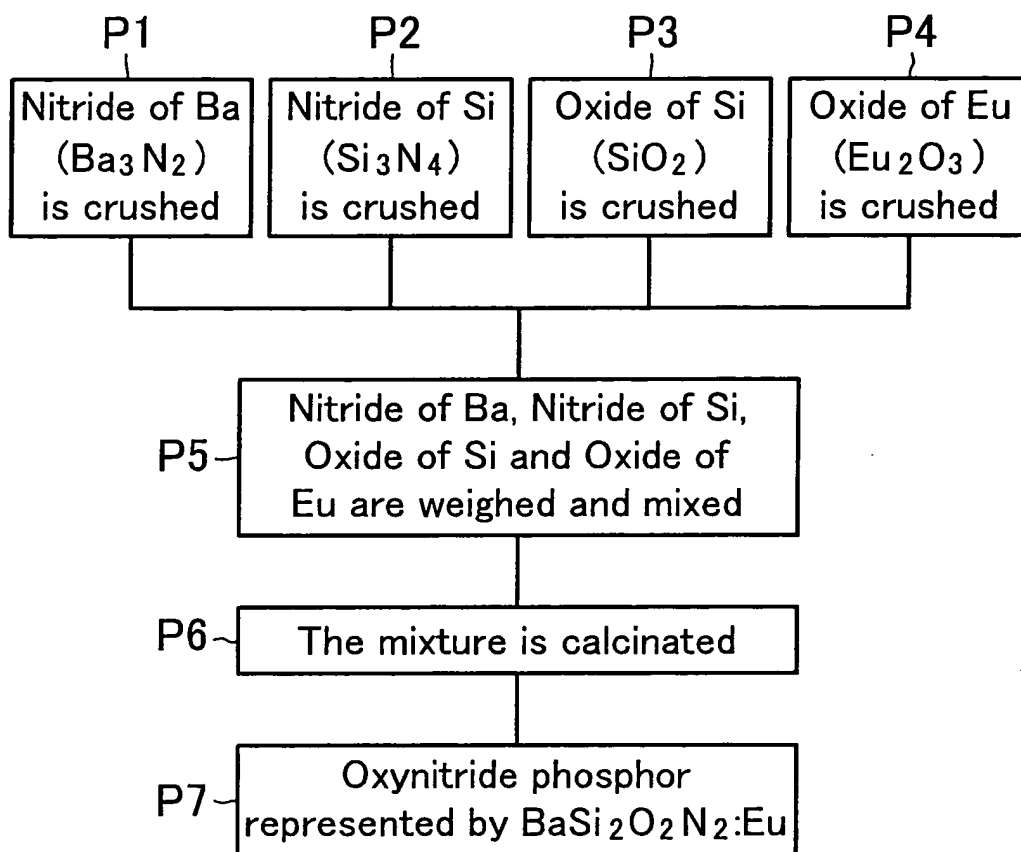 P1
P2
P3
P4
Nitride of Ba
(Ba₃N₂)
is crushed
Nitride of Si
(Si₃N₄)
is crushed
Oxide of Si
(SiO₂)
is crushed
Oxide of Eu
(Eu₂O₃)
is crushed
P5
Nitride of Ba, Nitride of Si,
Oxide of Si and Oxide of
Eu are weighed and mixed
P6
The mixture is calcinated
P7
Oxynitride phosphor
represented by BaSi₂O₂N₂:Eu